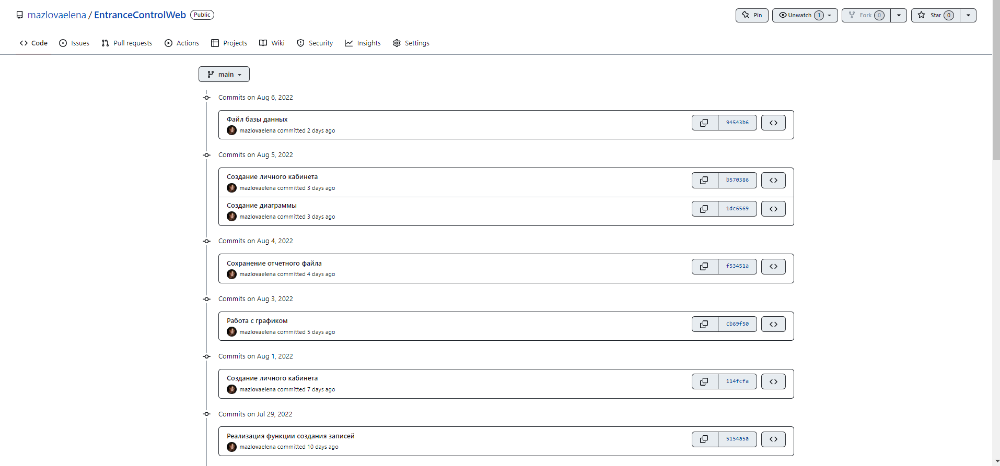 mazlovaelena / EntranceControlWeb Public
Pin Unwatch 1 Fork 0 Star 0
Code Issues Pull requests Actions Projects Wiki Security Insights Settings
main
Commits on Aug 6, 2022
Файл базы данных
94543b6
mazlovaelena committed 2 days ago
Commits on Aug 5, 2022
Создание личного кабинета
b570386
mazlovaelena committed 3 days ago
Создание диаграммы
1dc6569
mazlovaelena committed 3 days ago
Commits on Aug 4, 2022
Сохранение отчетного файла
f53451a
mazlovaelena committed 4 days ago
Commits on Aug 3, 2022
Работа с графиком
cb69f50
mazlovaelena committed 5 days ago
Commits on Aug 1, 2022
Создание личного кабинета
114fcfa
mazlovaelena committed 7 days ago
Commits on Jul 29, 2022
Реализация функции создания записей
5154a5a
mazlovaelena committed 10 days ago